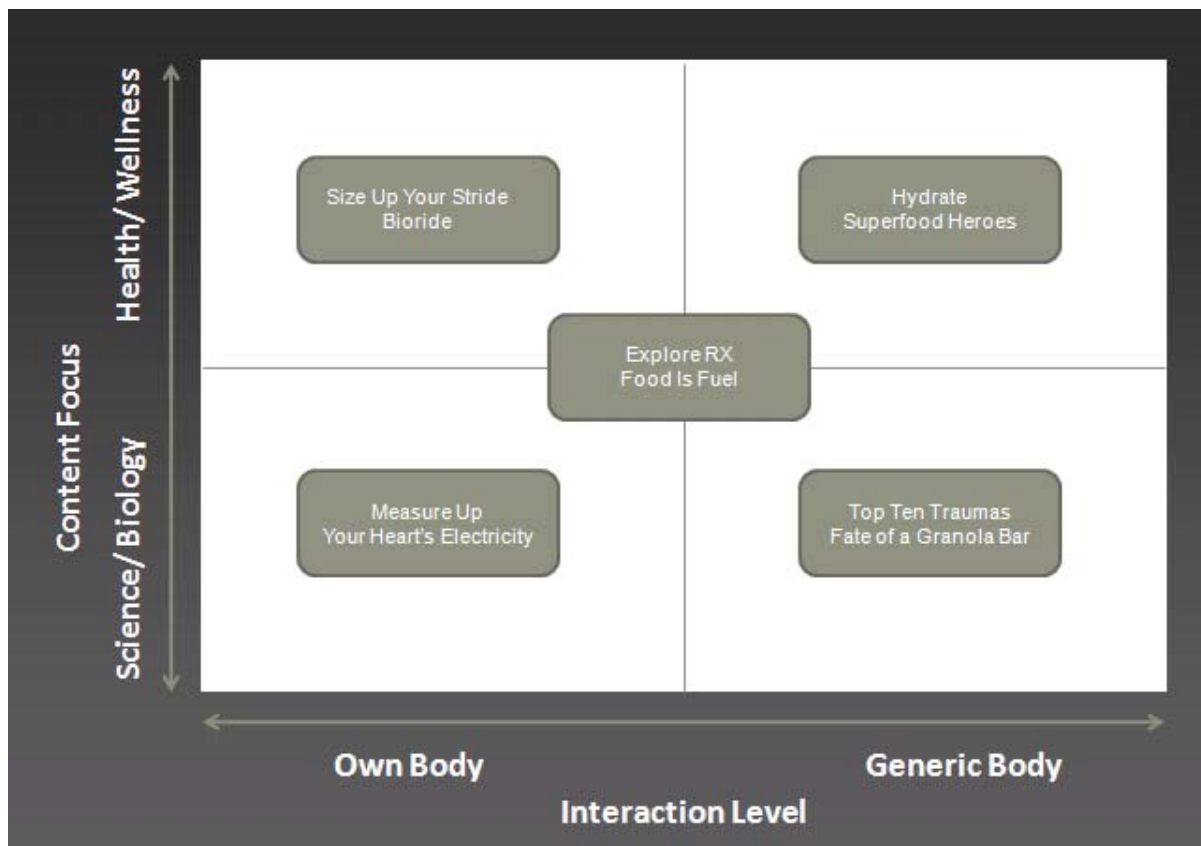 Content Focus
Health/ Wellness
Science/ Biology
Size Up Your Stride
Bioride
Hydrate
Superfood Heroes
Explore RX
Food Is Fuel
Measure Up
Your Heart's Electricity
Top Ten Traumas
Fate of a Granola Bar
Own Body
Generic Body
Interaction Level